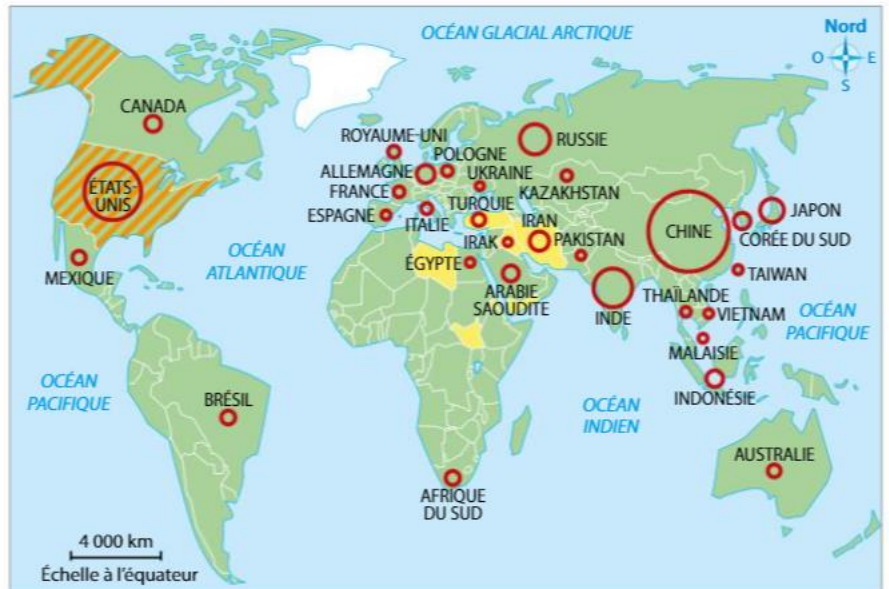 OCÉAN GLACIAL ARCTIQUE
Nord
O
E
S
CANADA
ROYAUME-UNI
RUSSIE
POLOGNE
ALLEMAGNE
UKRAINE
FRANCE
KAZAKHSTAN
ÉTATS-
UNIS
TURQUIE
ESPAGNE
ITALIE
IRAN
JAPON
CHINE
CORÉE DU SUD
IRAK
PAKISTAN
OCÉAN
ATLANTIQUE
MEXIQUE
ÉGYPTE
TAIWAN
ARABIE
SAOUDITE
THAÏLANDE
INDE
VIETNAM
OCÉAN
PACIFIQUE
MALAISIE
OCÉAN
PACIFIQUE
BRÉSIL
OCÉAN
INDIEN
INDONÉSIE
AUSTRALIE
AFRIQUE
DU SUD
4 000 km
Échelle à l'équateur